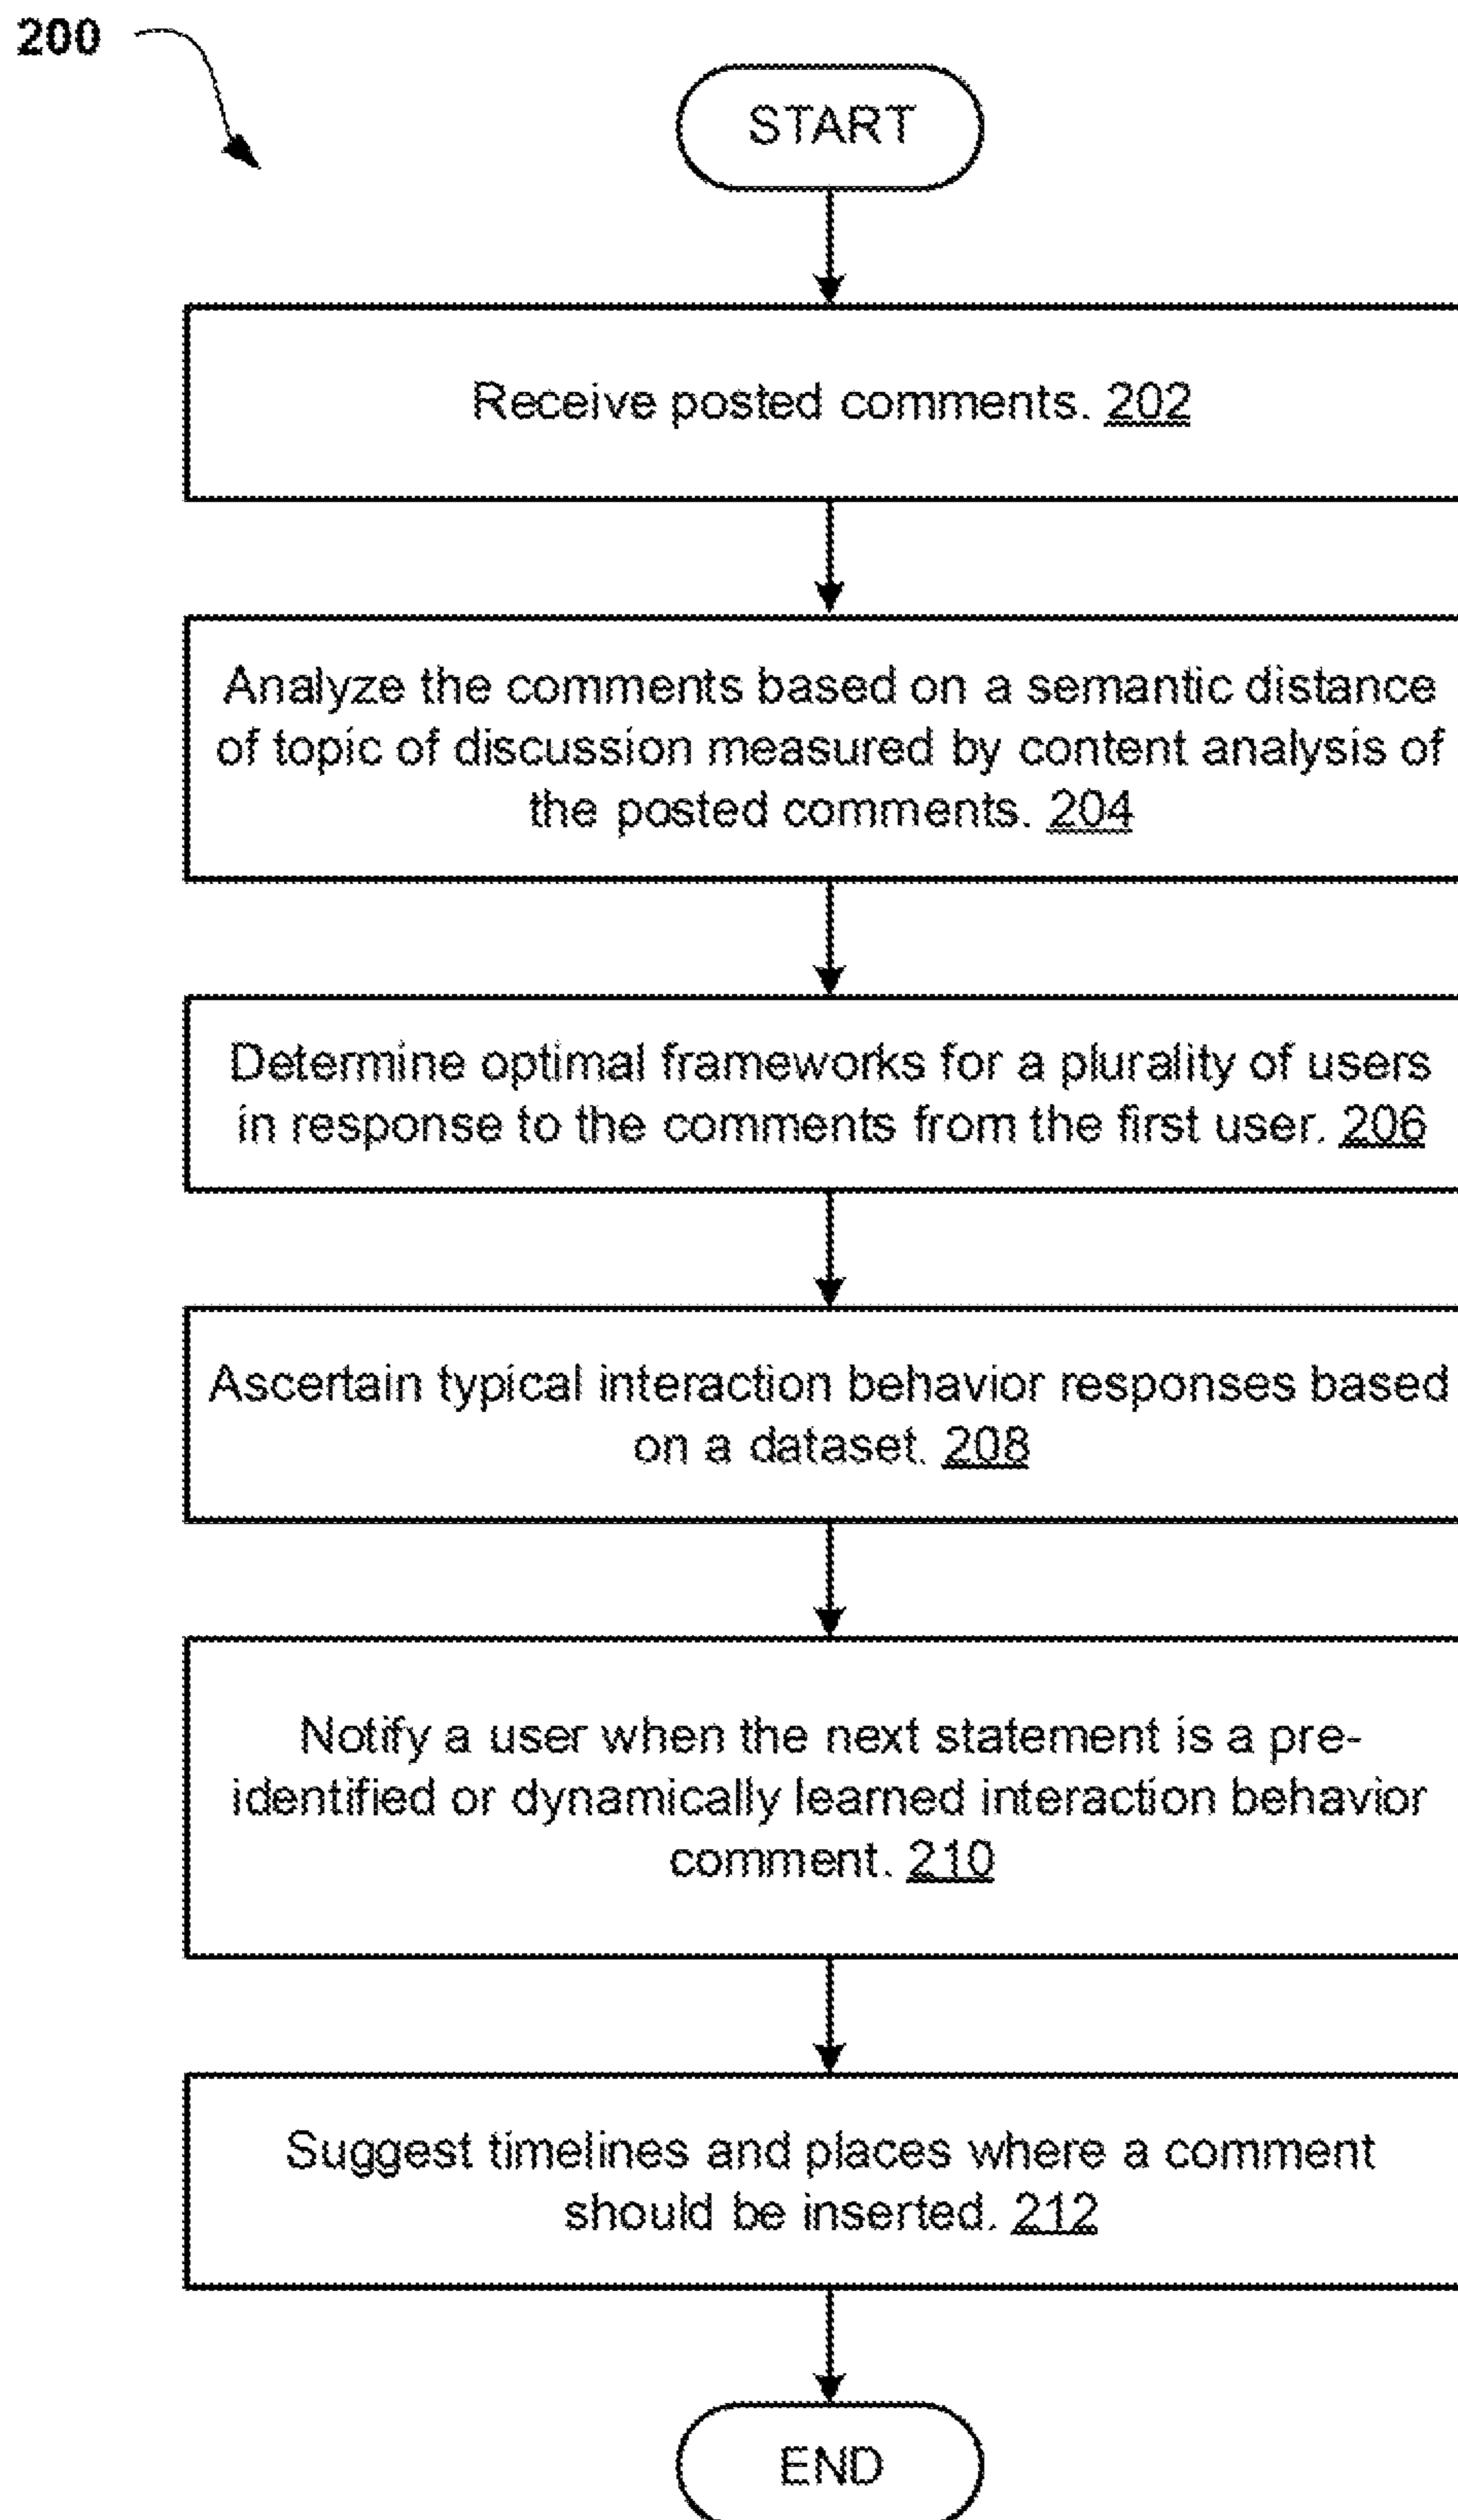 200
START
Receive posted comments. 202
Analyze the comments based on a semantic distance
of topic of discussion measured by content analysis of
the posted comments. 204
Determine optimal frameworks for a plurality of users
in response to the comments from the first user. 206
Ascertain typical interaction behavior responses based
on a dataset. 208
Notify a user when the next statement is a pre-
identified or dynamically learned interaction behavior
comment. 210
Suggest timelines and places where a comment
should be inserted. 212
END